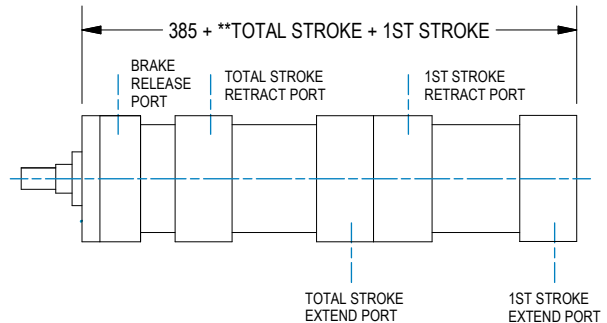 385 + **TOTAL STROKE + 1ST STROKE
BRAKE
RELEASE
PORT
TOTAL STROKE
RETRACT PORT
1ST STROKE
RETRACT PORT
TOTAL STROKE
EXTEND PORT
1ST STROKE
EXTEND PORT